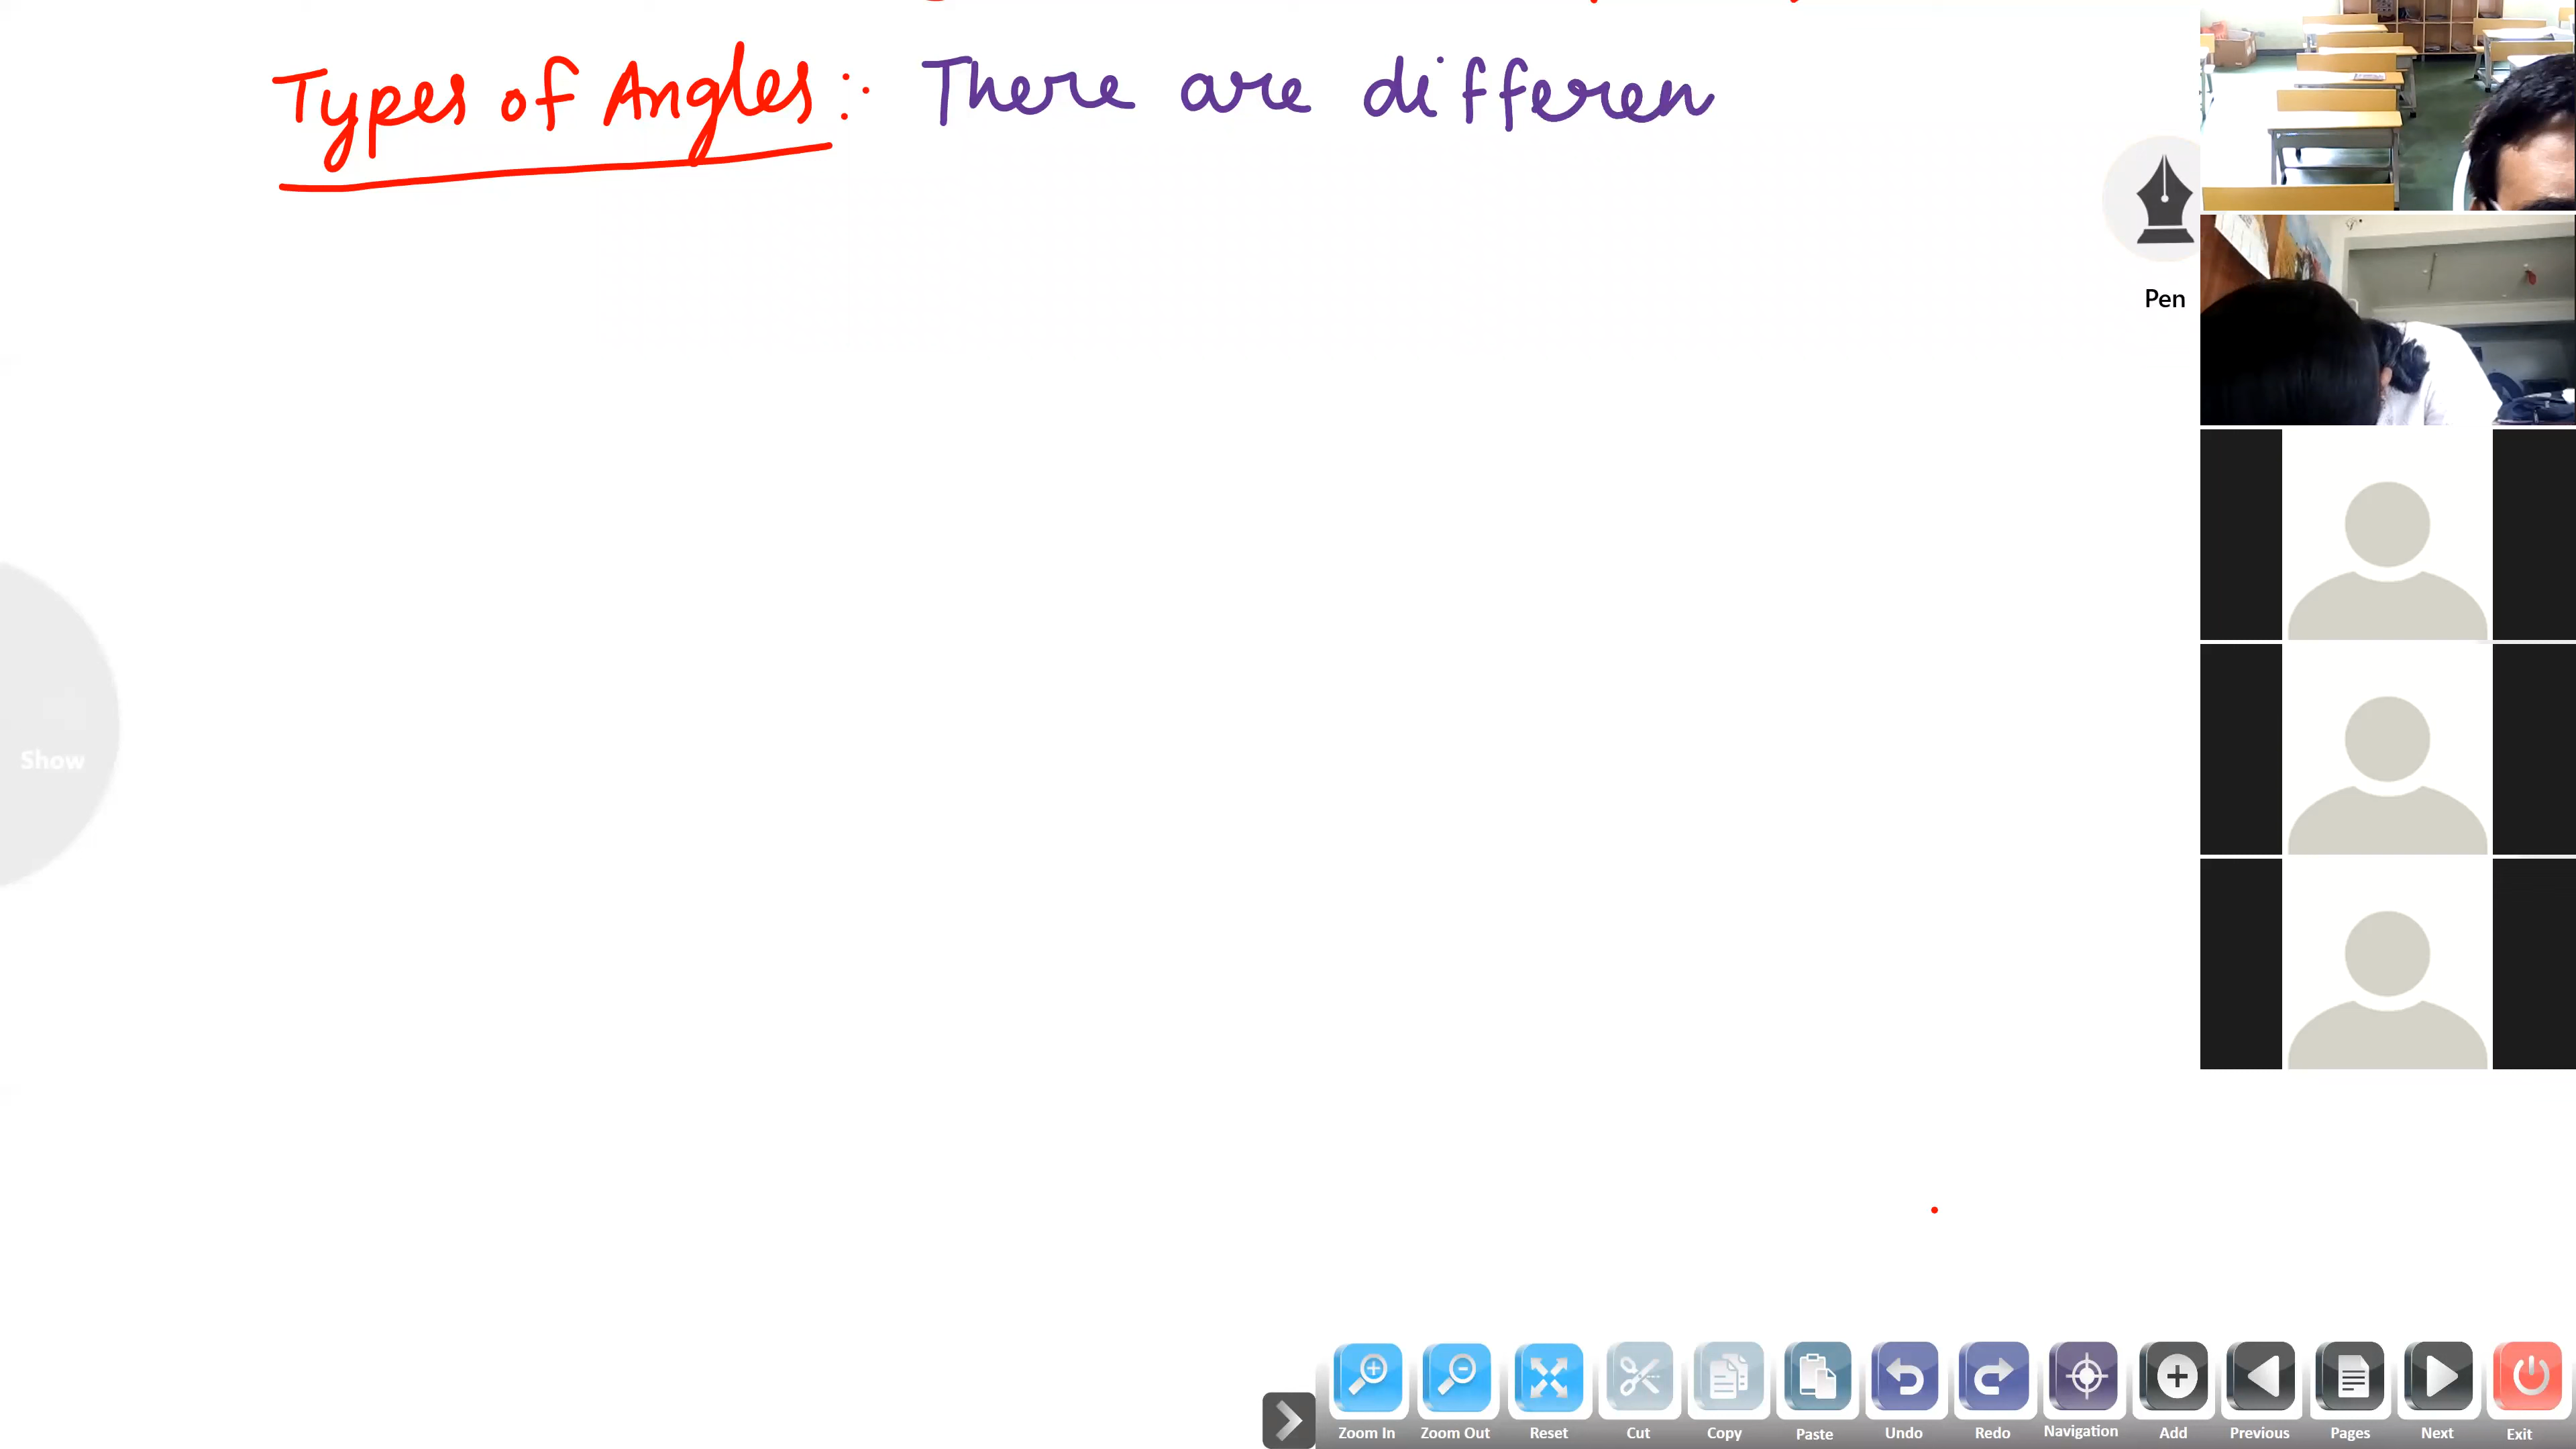 Types of Angles :- There are differen
Pen
Show
Zoom In Zoom Out Reset Cut Copy Paste Undo Redo Navigation Add Previous Pages Next Exit